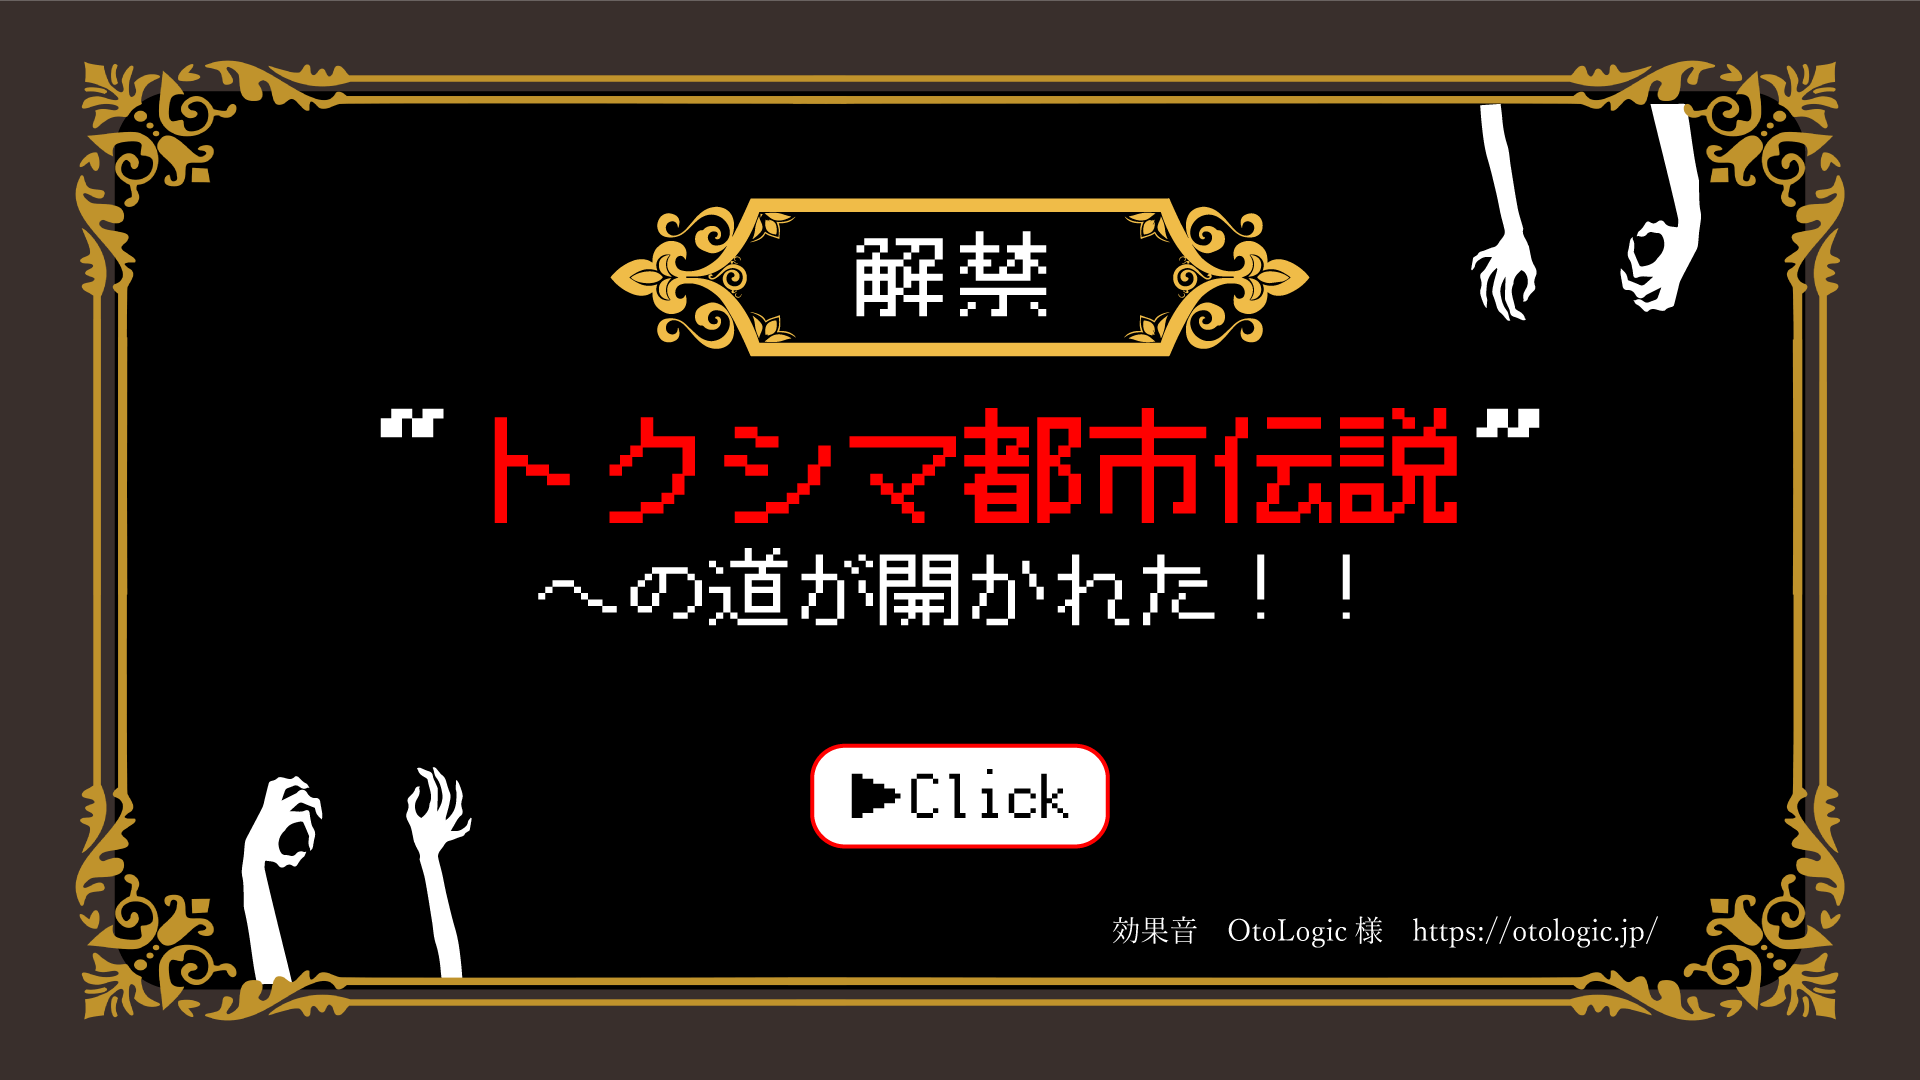 解禁
“トクシマ都市伝説”
への道が開かれた！！
▶Click
効果音　OtoLogic 様　https://otologic.jp/